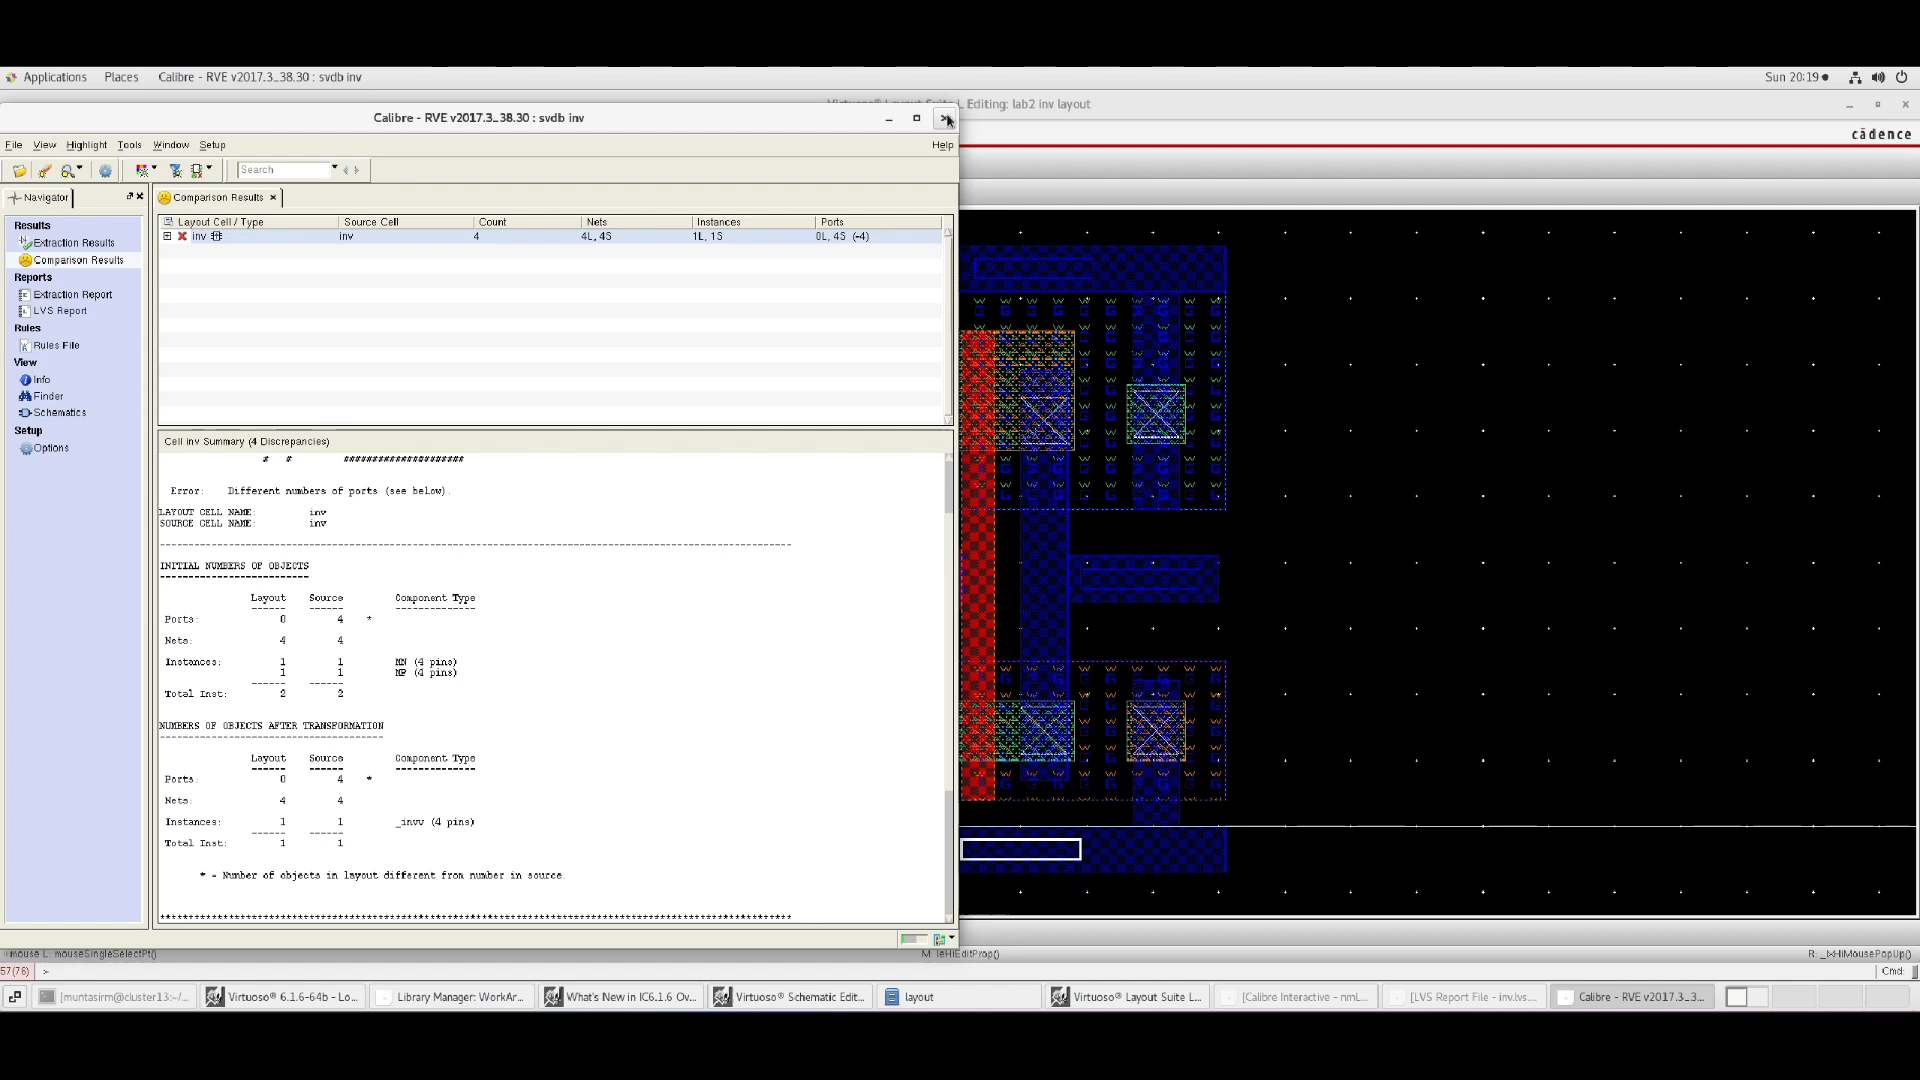 Applications Places Calibre - RVE v2017.3_38.30 : svdb inv Sun 20:19
Editing: lab2 inv layout
Calibre - RVE v2017.3_38.30 : svdb inv
cādence
File View Highlight Tools Window Setup Help
Search
Navigator
Comparison Results
Results
Extraction Results
Comparison Results
Reports
Extraction Report
LVS Report
Rules
Rules File
View
Info
Finder
Schematics
Setup
Options
Layout Cell / Type Source Cell Count Nets Instances Ports
inv inv 4 4L, 4S 1L, 1S 0L, 4S (-4)
Cell inv Summary (4 Discrepancies)
# # #####################
Error: Different numbers of ports (see below).
LAYOUT CELL NAME: inv
SOURCE CELL NAME: inv
INITIAL NUMBERS OF OBJECTS
Layout Source Component Type
Ports: 0 4 *
Nets: 4 4
Instances: 1 1 MN (4 pins)
1 1 MP (4 pins)
Total Inst: 2 2
NUMBERS OF OBJECTS AFTER TRANSFORMATION
Layout Source Component Type
Ports: 0 4 *
Nets: 4 4
Instances: 1 1 _invv (4 pins)
Total Inst: 1 1
* = Number of objects in layout different from number in source.
mouse L: mouseSingleSelectPt() M: leHiEditProp() R: _lxHiMousePopUp()
57(76) > Cmd:
[muntasirm@cluster13:~/... Virtuoso® 6.1.6-64b - Lo... Library Manager: WorkAr... What's New in IC6.1.6 Ov... Virtuoso® Schematic Edit... layout Virtuoso® Layout Suite L... [Calibre Interactive - nmL... [LVS Report File - inv.lvs.... Calibre - RVE v2017.3_3...